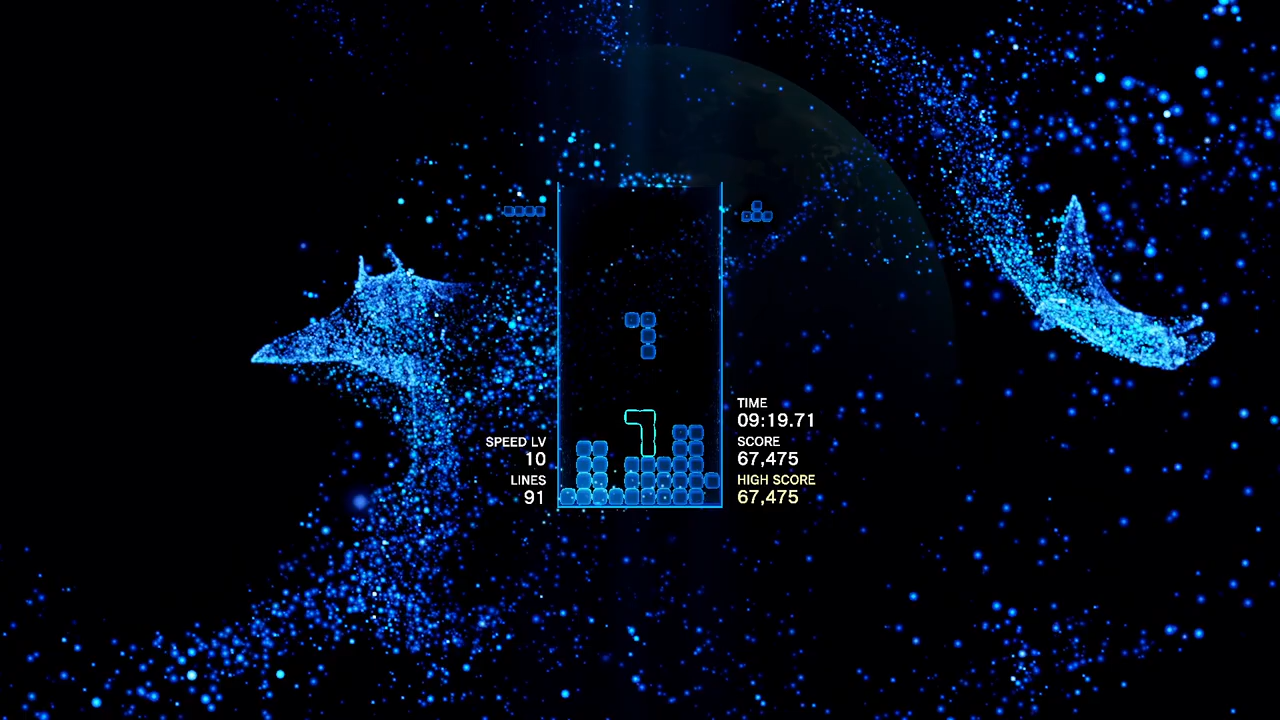 SPEED LV
10
LINES
91
TIME
09:19.71
SCORE
67,475
HIGH SCORE
67,475